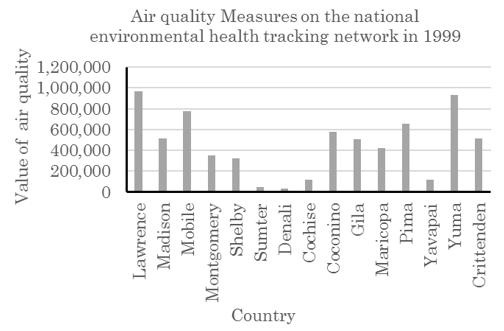 Air quality Measures on the national
environmental health tracking network in 1999
Value of air quality
1,200,000
1,000,000
800,000
600,000
400,000
200,000
0
Lawrence
Madison
Mobile
Montgomery
Shelby
Sumter
Denali
Cochise
Coconino
Gila
Maricopa
Pima
Yavapai
Yuma
Crittenden
Country